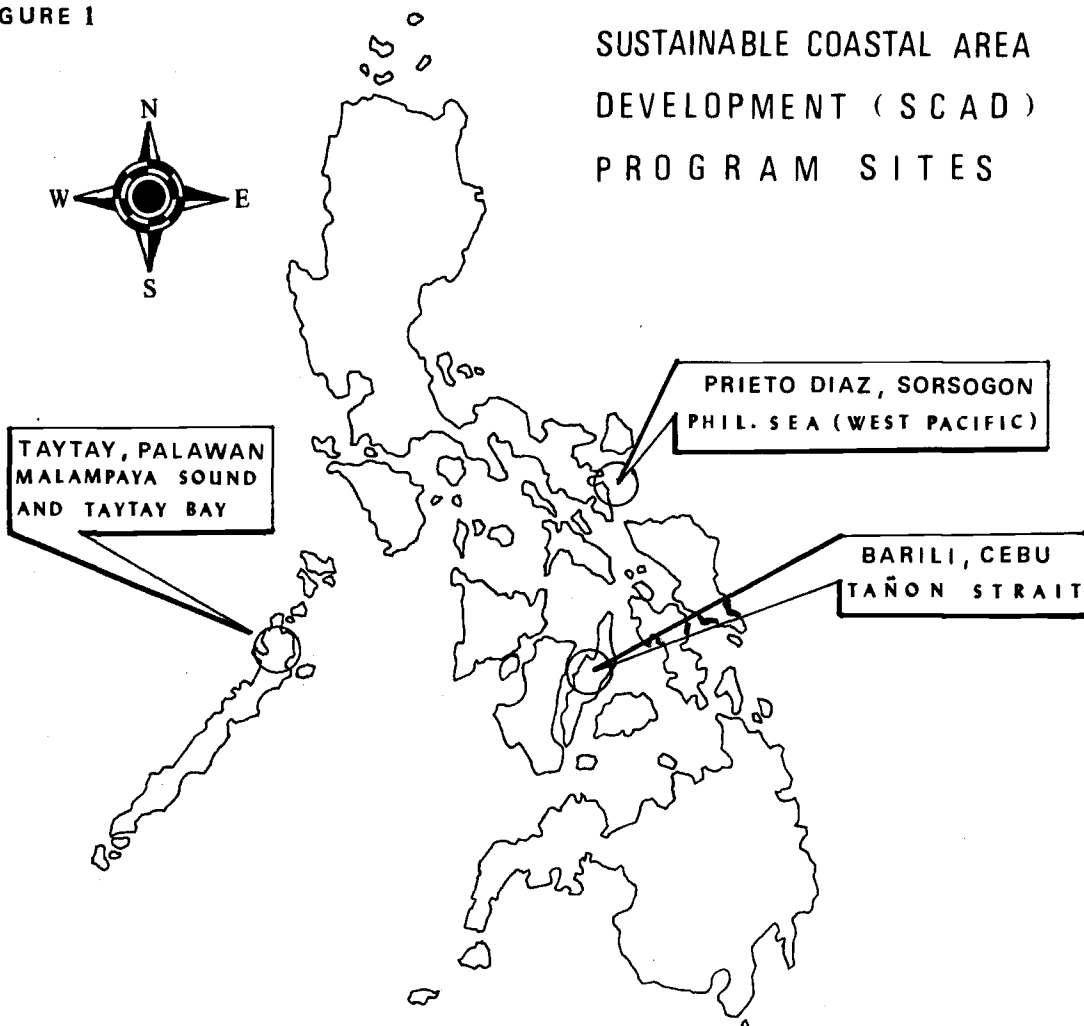 GURE 1
SUSTAINABLE COASTAL AREA
DEVELOPMENT (SCAD)
PROGRAM SITES
N
W
E
S
PRIETO DIAZ, SORSOGON
PHIL. SEA (WEST PACIFIC)
TAYTAY, PALAWAN
MALAMPAYA SOUND
AND TAYTAY BAY
BARILI, CEBU
TAÑON STRAIT